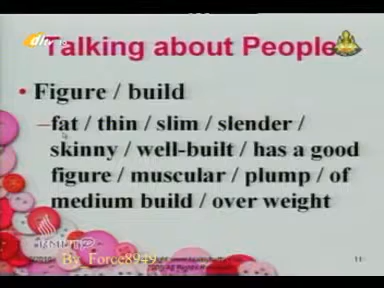 Talking about People
• Figure / build
–fat / thin / slim / slender /
skinny / well-built / has a good
figure / muscular / plump / of
medium build / over weight
By Force8949